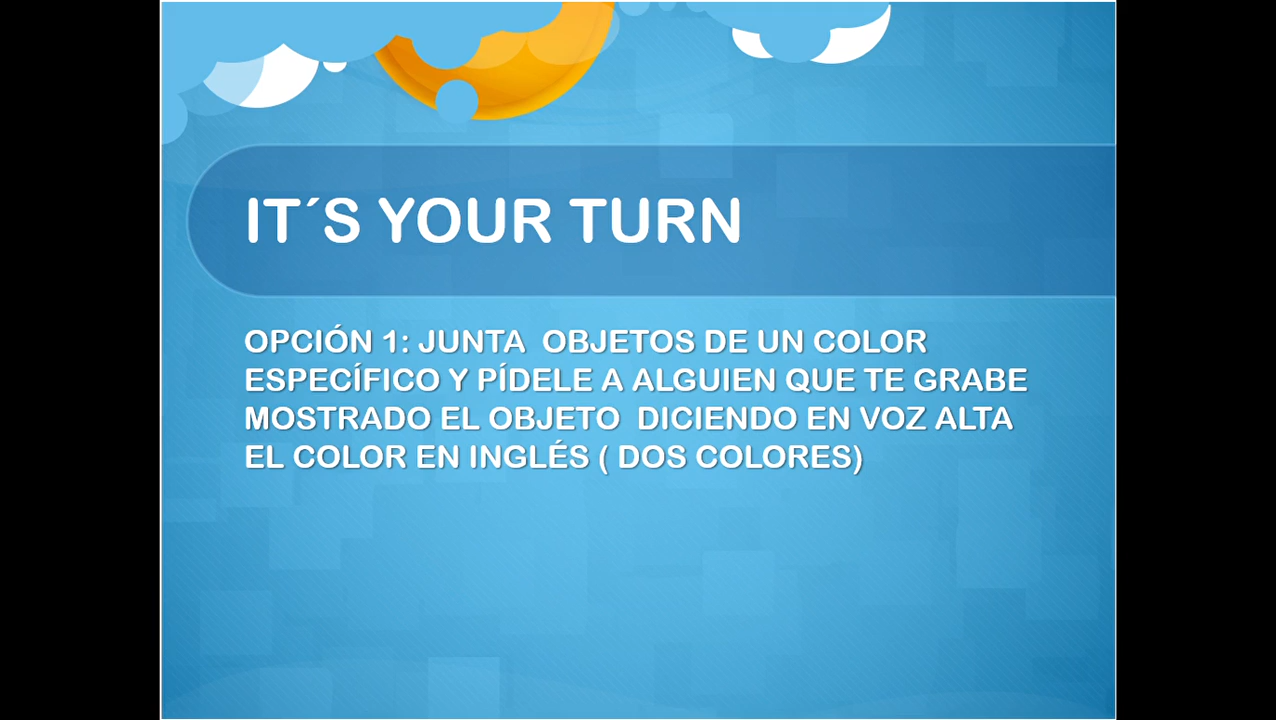 IT´S YOUR TURN
OPCIÓN 1: JUNTA  OBJETOS DE UN COLOR
ESPECÍFICO Y PÍDELE A ALGUIEN QUE TE GRABE
MOSTRADO EL OBJETO  DICIENDO EN VOZ ALTA
EL COLOR EN INGLÉS ( DOS COLORES)